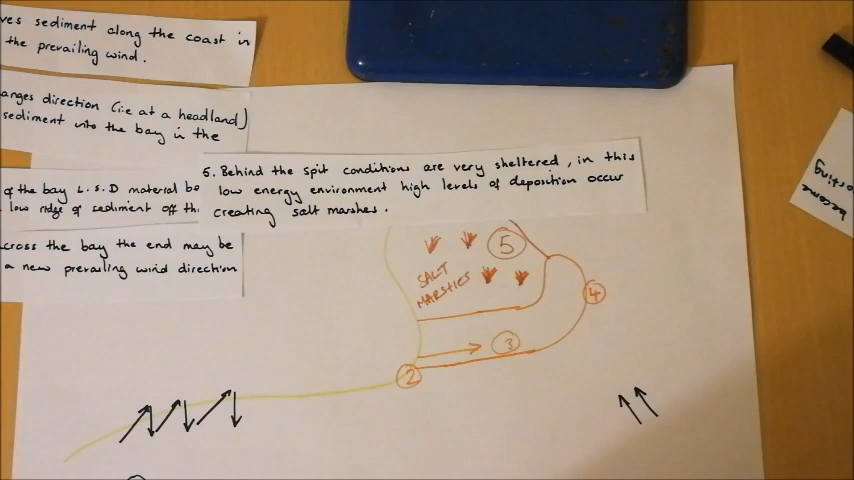 ves sediment along the coast in
the prevailing wind.
anges direction (i.e at a headland)
sediment into the bay in the
of the bay L.S.D material be
low ridge of sediment off th
cross the bay the end may be
a new prevailing wind direction
5. Behind the spit conditions are very sheltered, in this
low energy environment high levels of deposition occur
creating salt marshes.
5
SALT
MARSHES
4
3
2
become